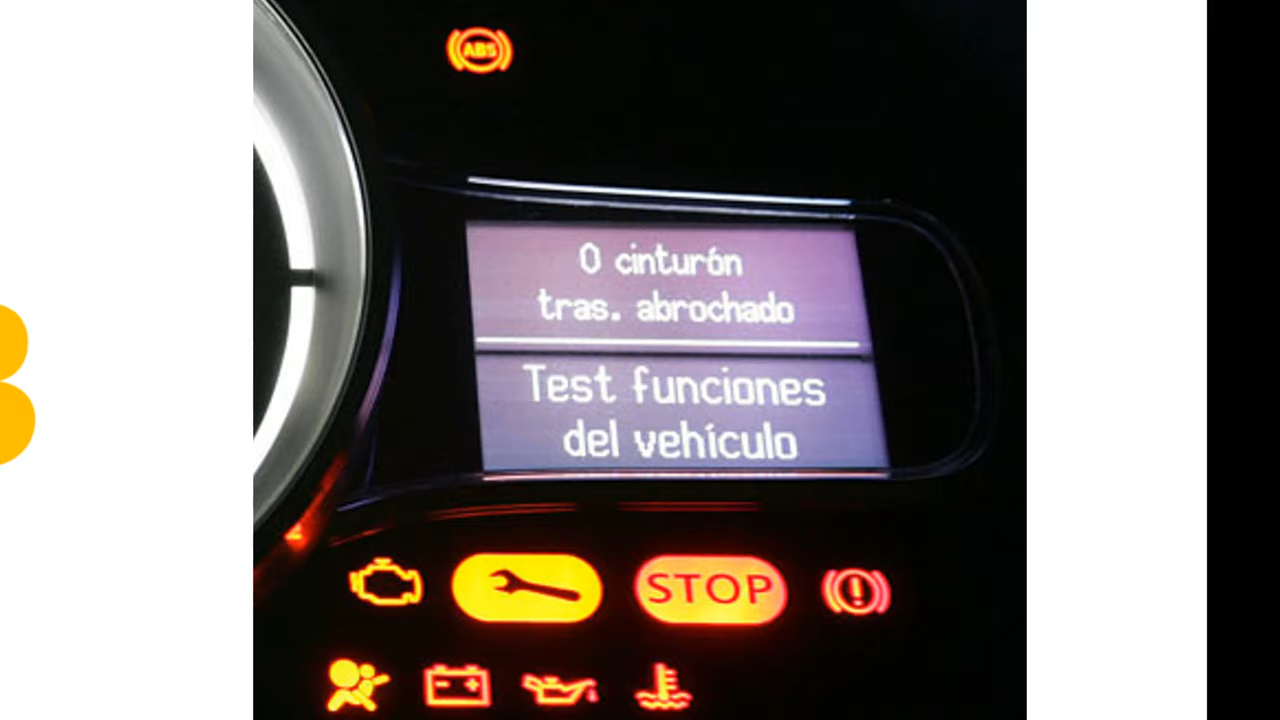 ABS
0 cinturón
tras. abrochado
Test funciones
del vehículo
STOP